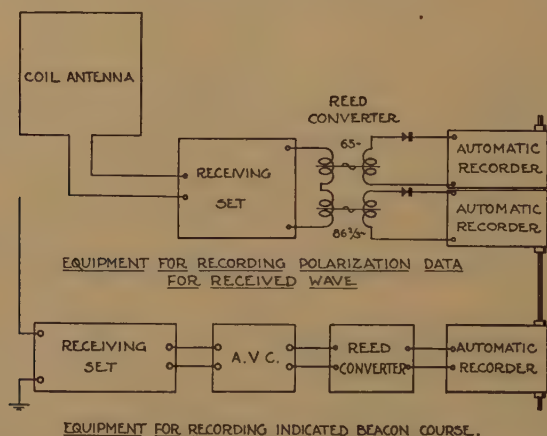 COIL ANTENNA
REED
CONVERTER
65~
RECEIVING
SET
AUTOMATIC
RECORDER
AUTOMATIC
RECORDER
86⅔~
EQUIPMENT FOR RECORDING POLARIZATION DATA
FOR RECEIVED WAVE
RECEIVING
SET
A.V.C.
REED
CONVERTER
AUTOMATIC
RECORDER
EQUIPMENT FOR RECORDING INDICATED BEACON COURSE.